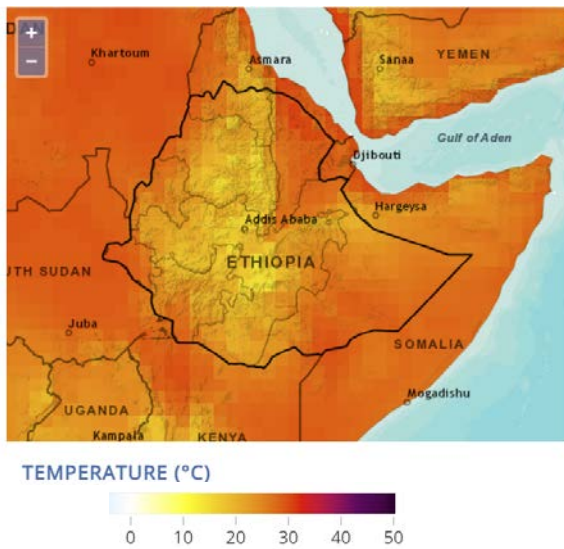 +
−
Khartoum
Asmara
Sanaa
YEMEN
Gulf of Aden
Djibouti
Hargeysa
Addis Ababa
ETHIOPIA
UTH SUDAN
Juba
SOMALIA
UGANDA
Mogadishu
Kampala
KENYA
TEMPERATURE (°C)
0 10 20 30 40 50